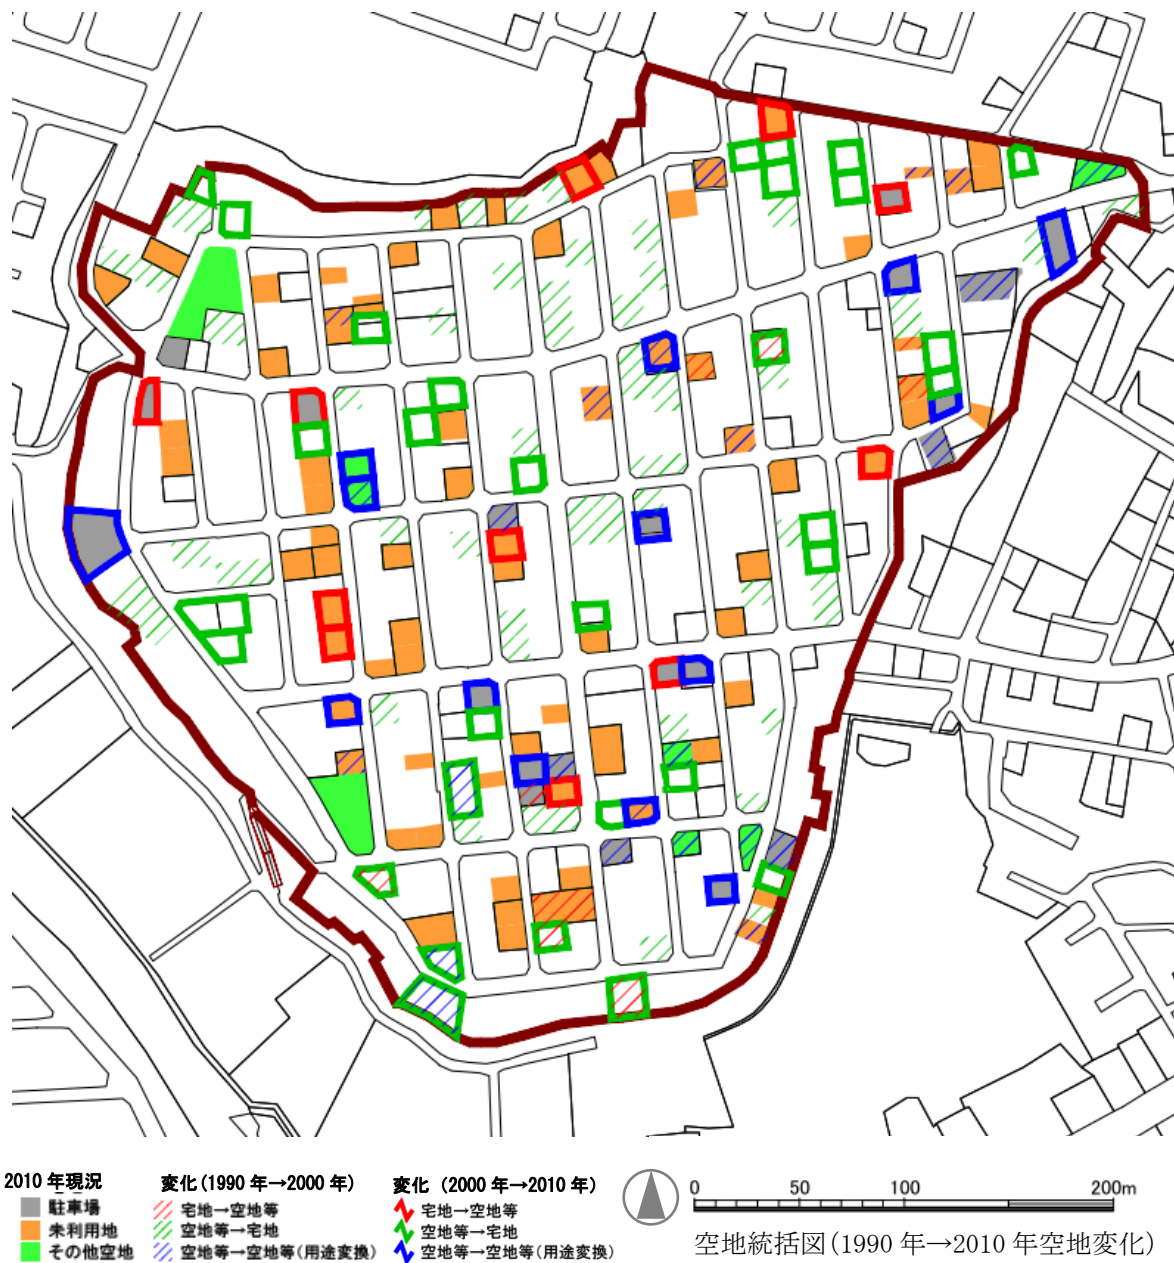 2010 年現況
駐車場
未利用地
その他空地
変化(1990 年→2000 年)
宅地→空地等
空地等→宅地
空地等→空地等(用途変換)
変化 (2000 年→2010 年)
宅地→空地等
空地等→宅地
空地等→空地等(用途変換)
0 50 100 200m
空地統括図(1990 年→2010 年空地変化)